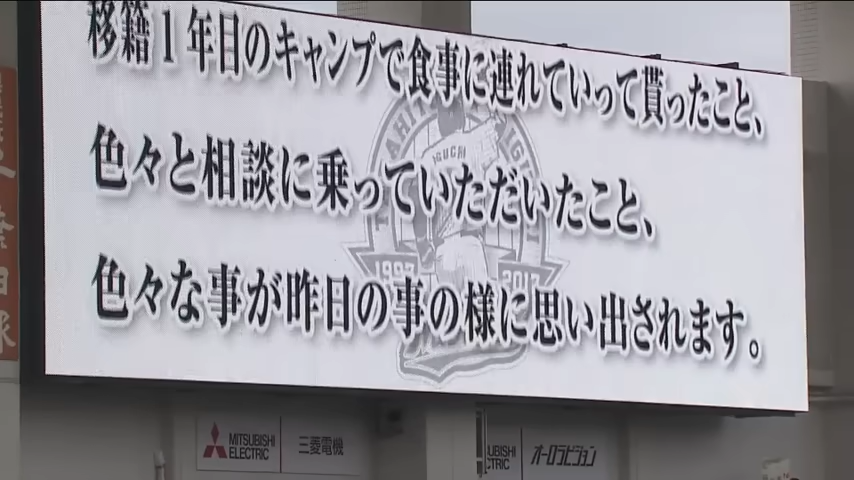 移籍1年目のキャンプで食事に連れていって貰ったこと、
色々と相談に乗っていただいたこと、
色々な事が昨日の事の様に思い出されます。
IGUCHI
1997 2017
MITSUBISHI ELECTRIC 三菱電機
オーロラビジョン